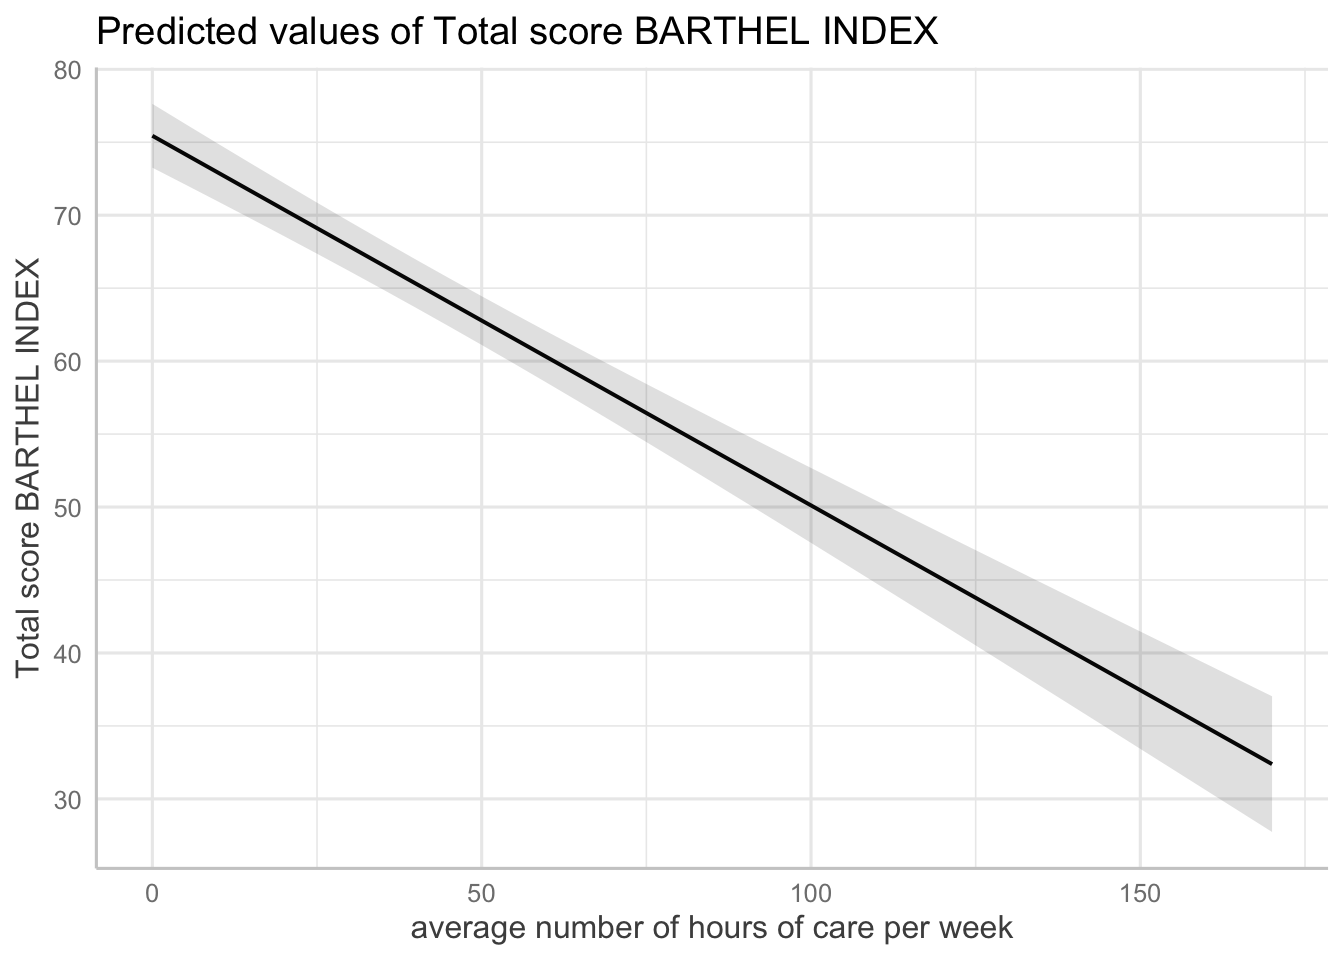 Predicted values of Total score BARTHEL INDEX
Total score BARTHEL INDEX
80
70
60
50
40
30
0 50 100 150
average number of hours of care per week